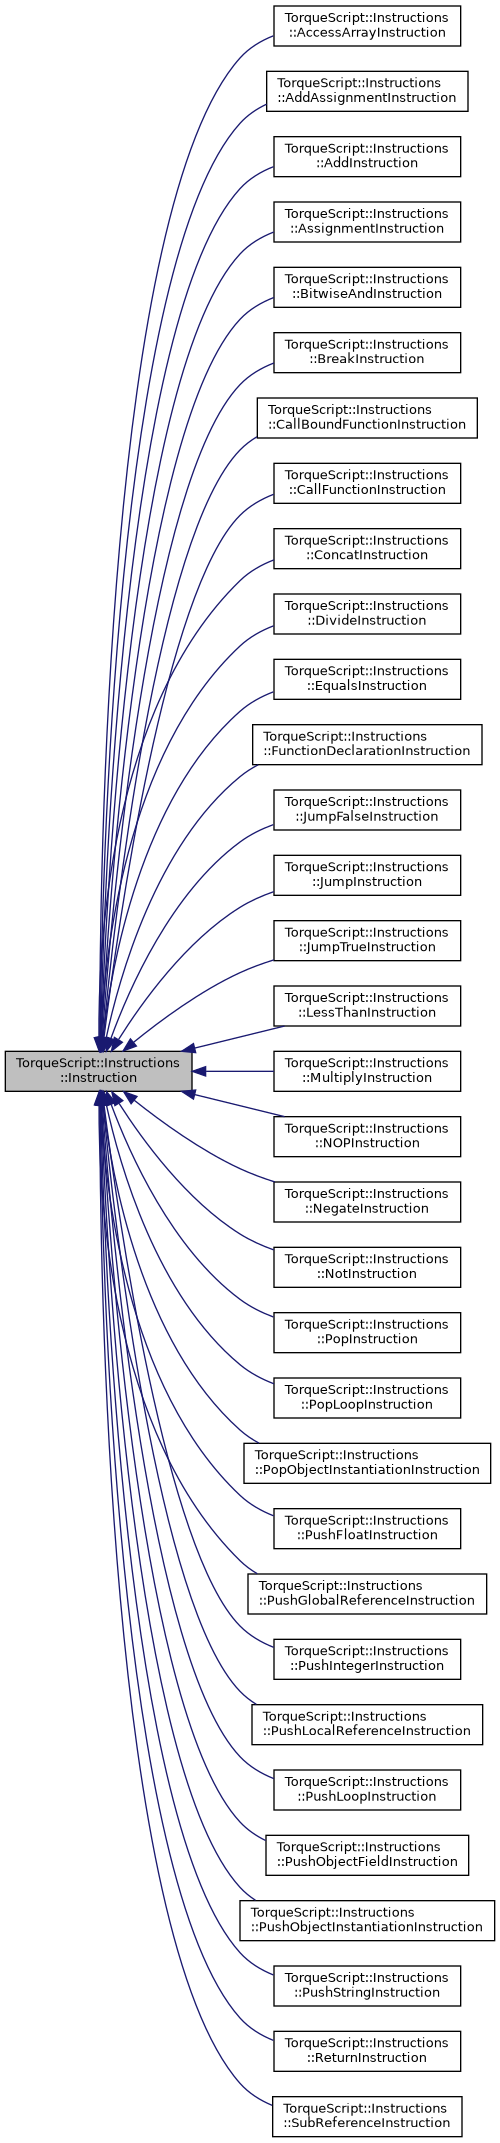 TorqueScript::Instructions
::AccessArrayInstruction
TorqueScript::Instructions
::AddAssignmentInstruction
TorqueScript::Instructions
::AddInstruction
TorqueScript::Instructions
::AssignmentInstruction
TorqueScript::Instructions
::BitwiseAndInstruction
TorqueScript::Instructions
::BreakInstruction
TorqueScript::Instructions
::CallBoundFunctionInstruction
TorqueScript::Instructions
::CallFunctionInstruction
TorqueScript::Instructions
::ConcatInstruction
TorqueScript::Instructions
::DivideInstruction
TorqueScript::Instructions
::EqualsInstruction
TorqueScript::Instructions
::FunctionDeclarationInstruction
TorqueScript::Instructions
::JumpFalseInstruction
TorqueScript::Instructions
::JumpInstruction
TorqueScript::Instructions
::JumpTrueInstruction
TorqueScript::Instructions
::LessThanInstruction
TorqueScript::Instructions
::Instruction
TorqueScript::Instructions
::MultiplyInstruction
TorqueScript::Instructions
::NOPInstruction
TorqueScript::Instructions
::NegateInstruction
TorqueScript::Instructions
::NotInstruction
TorqueScript::Instructions
::PopInstruction
TorqueScript::Instructions
::PopLoopInstruction
TorqueScript::Instructions
::PopObjectInstantiationInstruction
TorqueScript::Instructions
::PushFloatInstruction
TorqueScript::Instructions
::PushGlobalReferenceInstruction
TorqueScript::Instructions
::PushIntegerInstruction
TorqueScript::Instructions
::PushLocalReferenceInstruction
TorqueScript::Instructions
::PushLoopInstruction
TorqueScript::Instructions
::PushObjectFieldInstruction
TorqueScript::Instructions
::PushObjectInstantiationInstruction
TorqueScript::Instructions
::PushStringInstruction
TorqueScript::Instructions
::ReturnInstruction
TorqueScript::Instructions
::SubReferenceInstruction